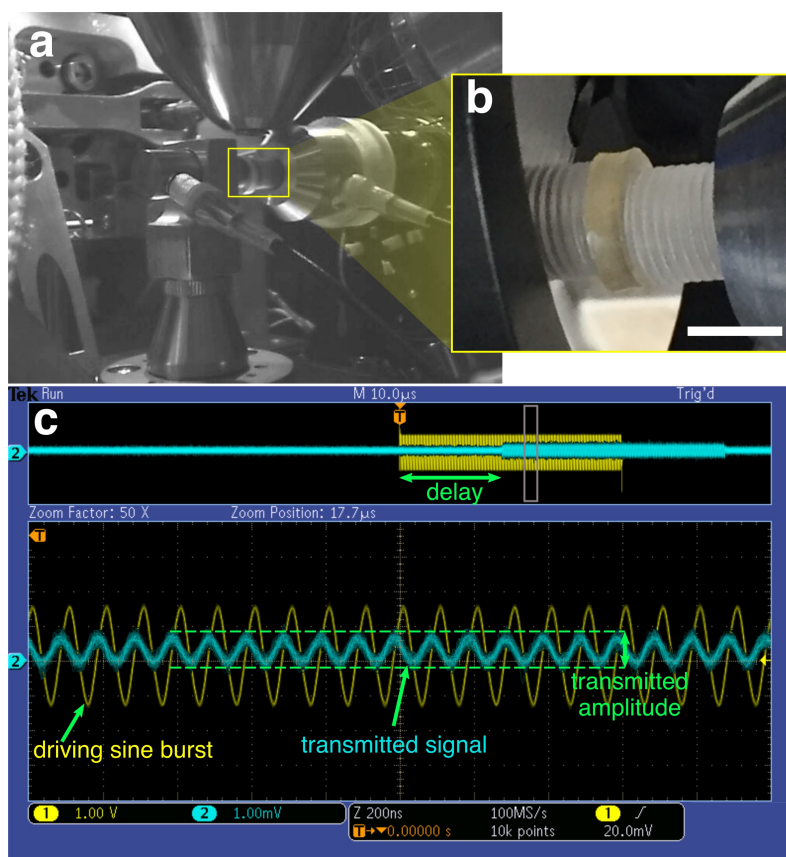 a
b
Tek Run M 10.0µs Trig'd
c
T
2
delay
Zoom Factor: 50 X Zoom Position: 17.7µs
T
2
transmitted
amplitude
driving sine burst
transmitted signal
1 1.00 V 2 1.00mV Z 200ns 100MS/s 1 20.0mV
T→▼0.00000 s 10k points